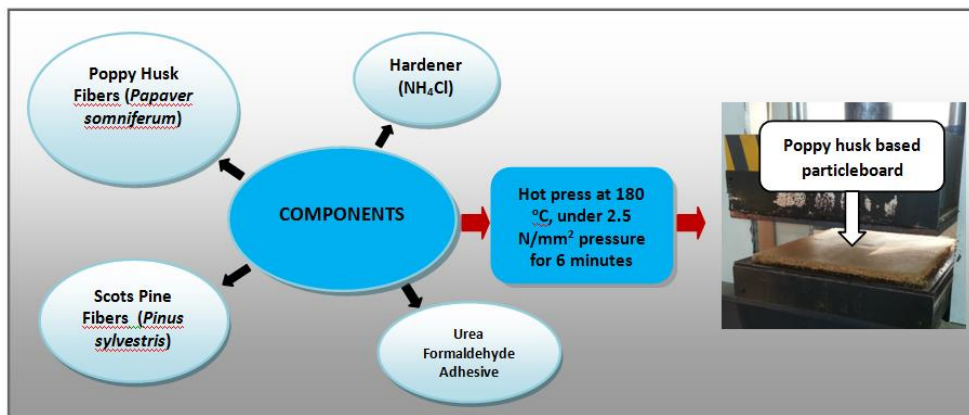 Poppy Husk
Fibers (Papaver
somniferum)
Hardener
(NH₄Cl)
COMPONENTS
Scots Pine
Fibers (Pinus
sylvestris)
Urea
Formaldehyde
Adhesive
Hot press at 180
°C, under 2.5
N/mm² pressure
for 6 minutes
Poppy husk based
particleboard